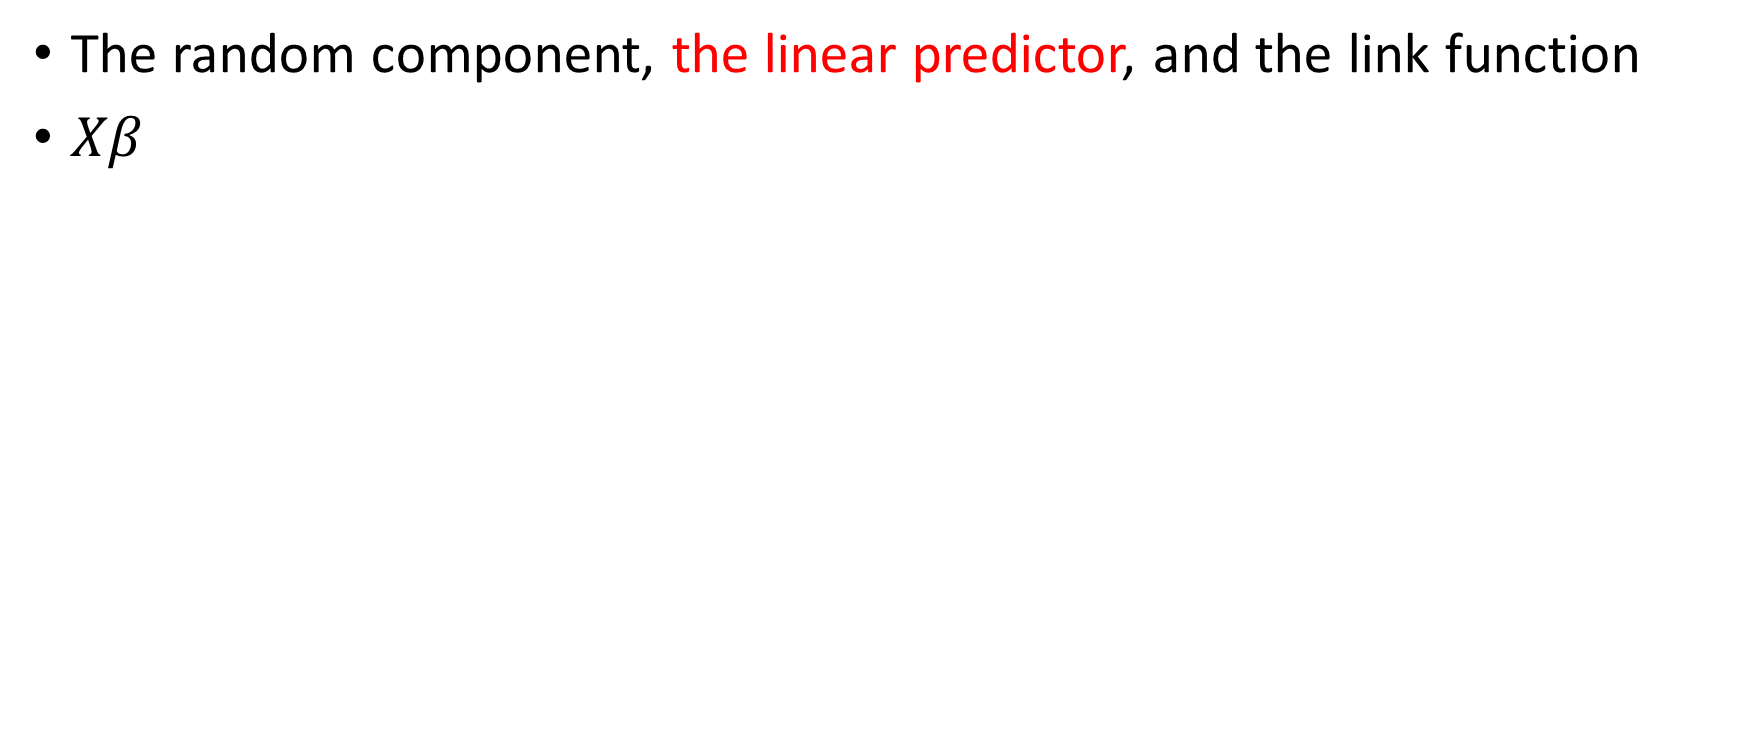 • The random component, the linear predictor, and the link function
• 𝑋𝛽